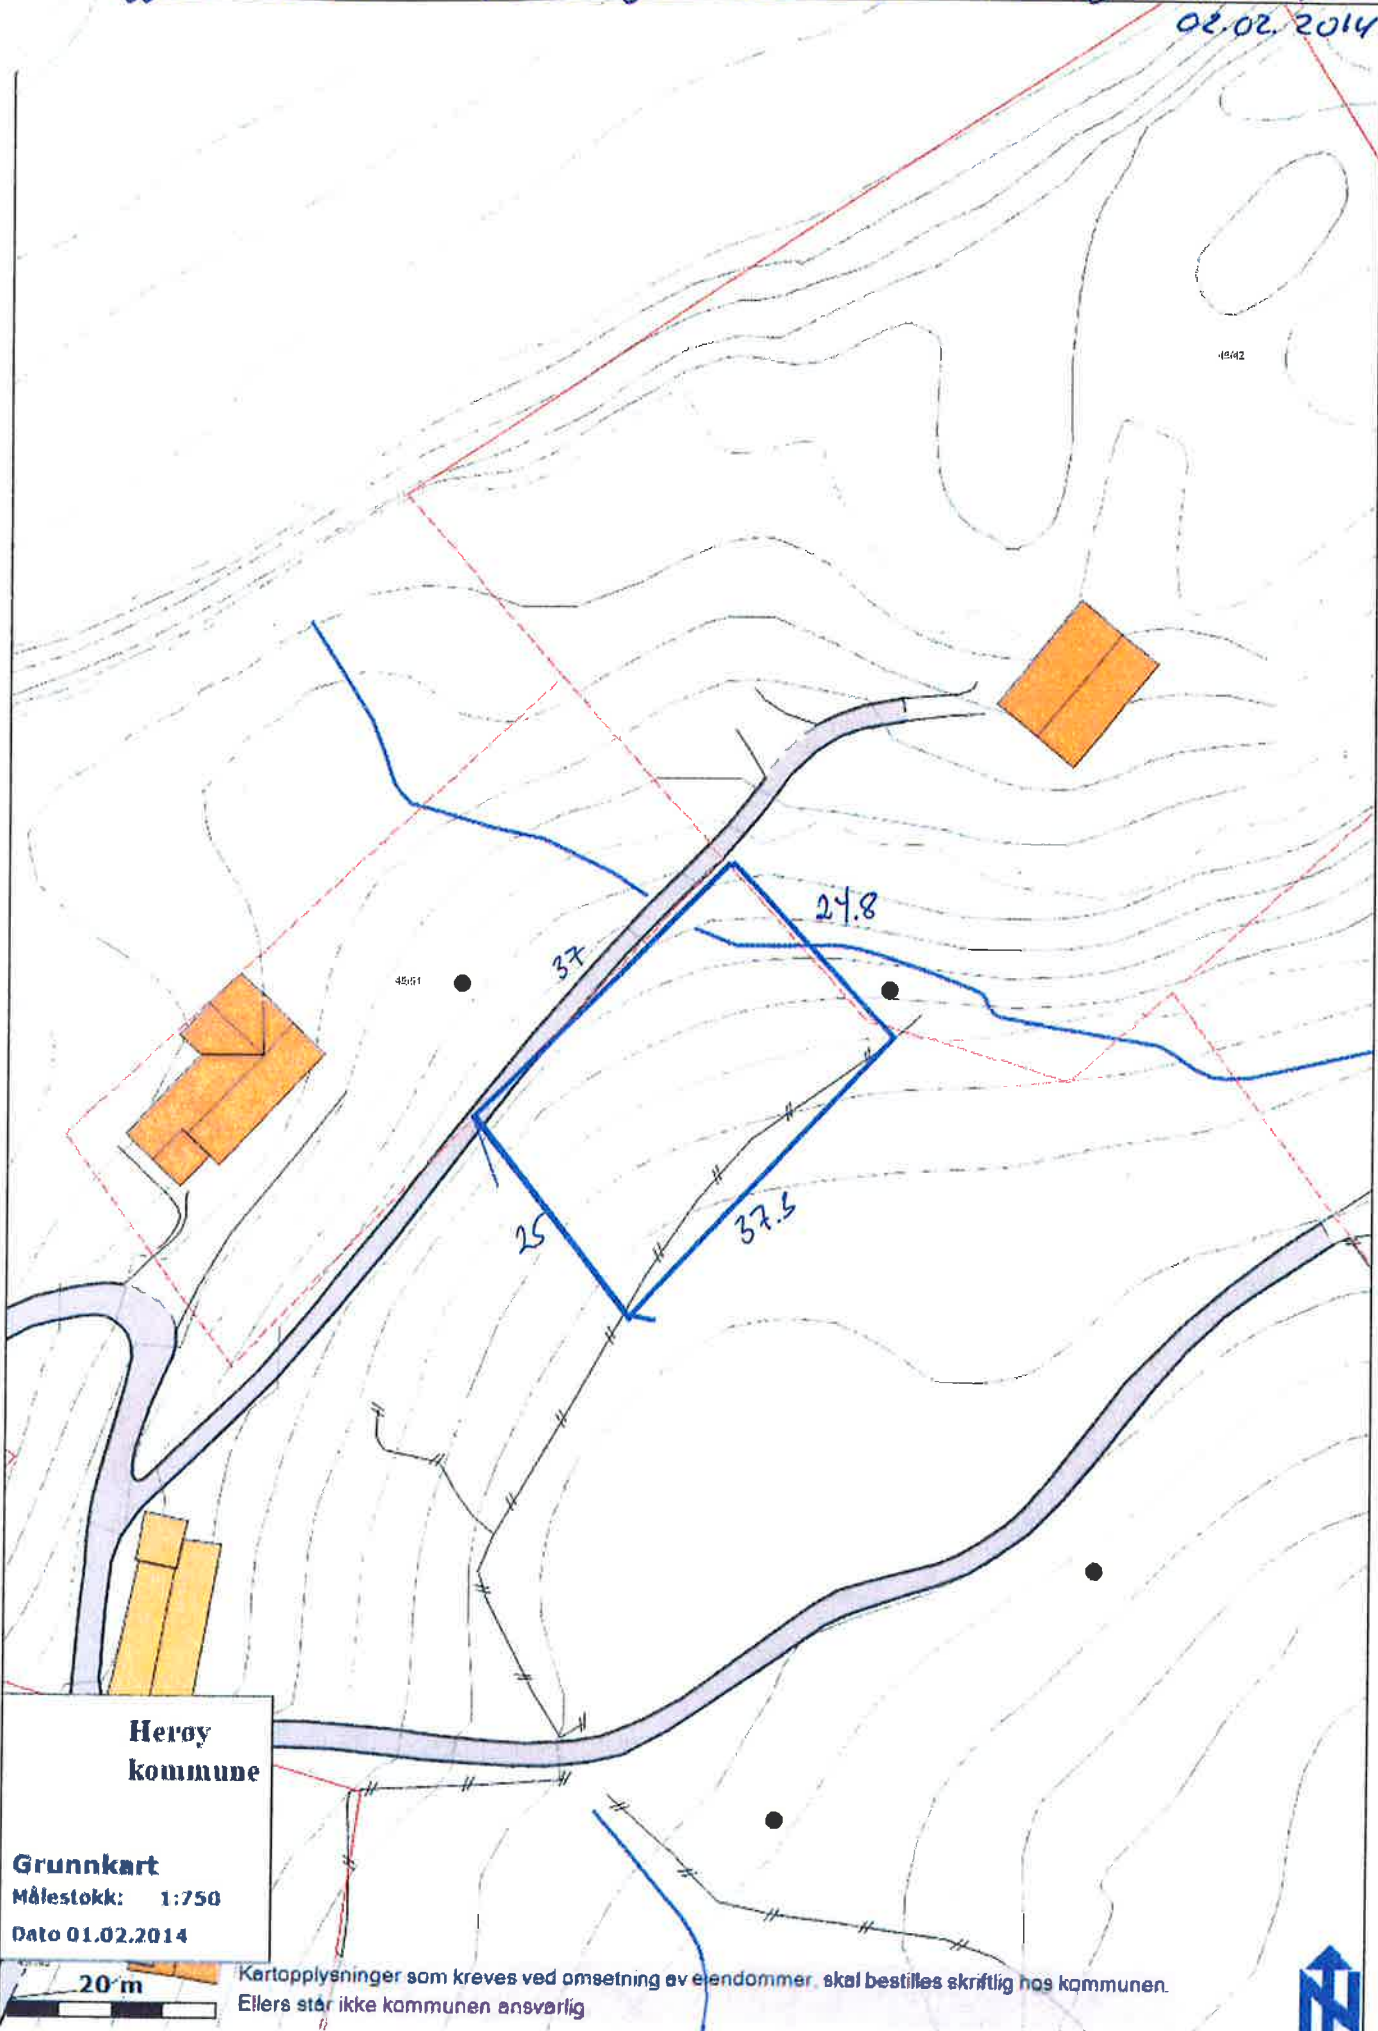 02.02.2014
49/42
24.8
37
49/51
37.5
25
Herøy
kommune
Grunnkart
Målestokk: 1:750
Dato 01.02.2014
20 m
Kartopplysninger som kreves ved omsetning av eiendommer, skal bestilles skriftlig hos kommunen.
Ellers står ikke kommunen ansvarlig
N